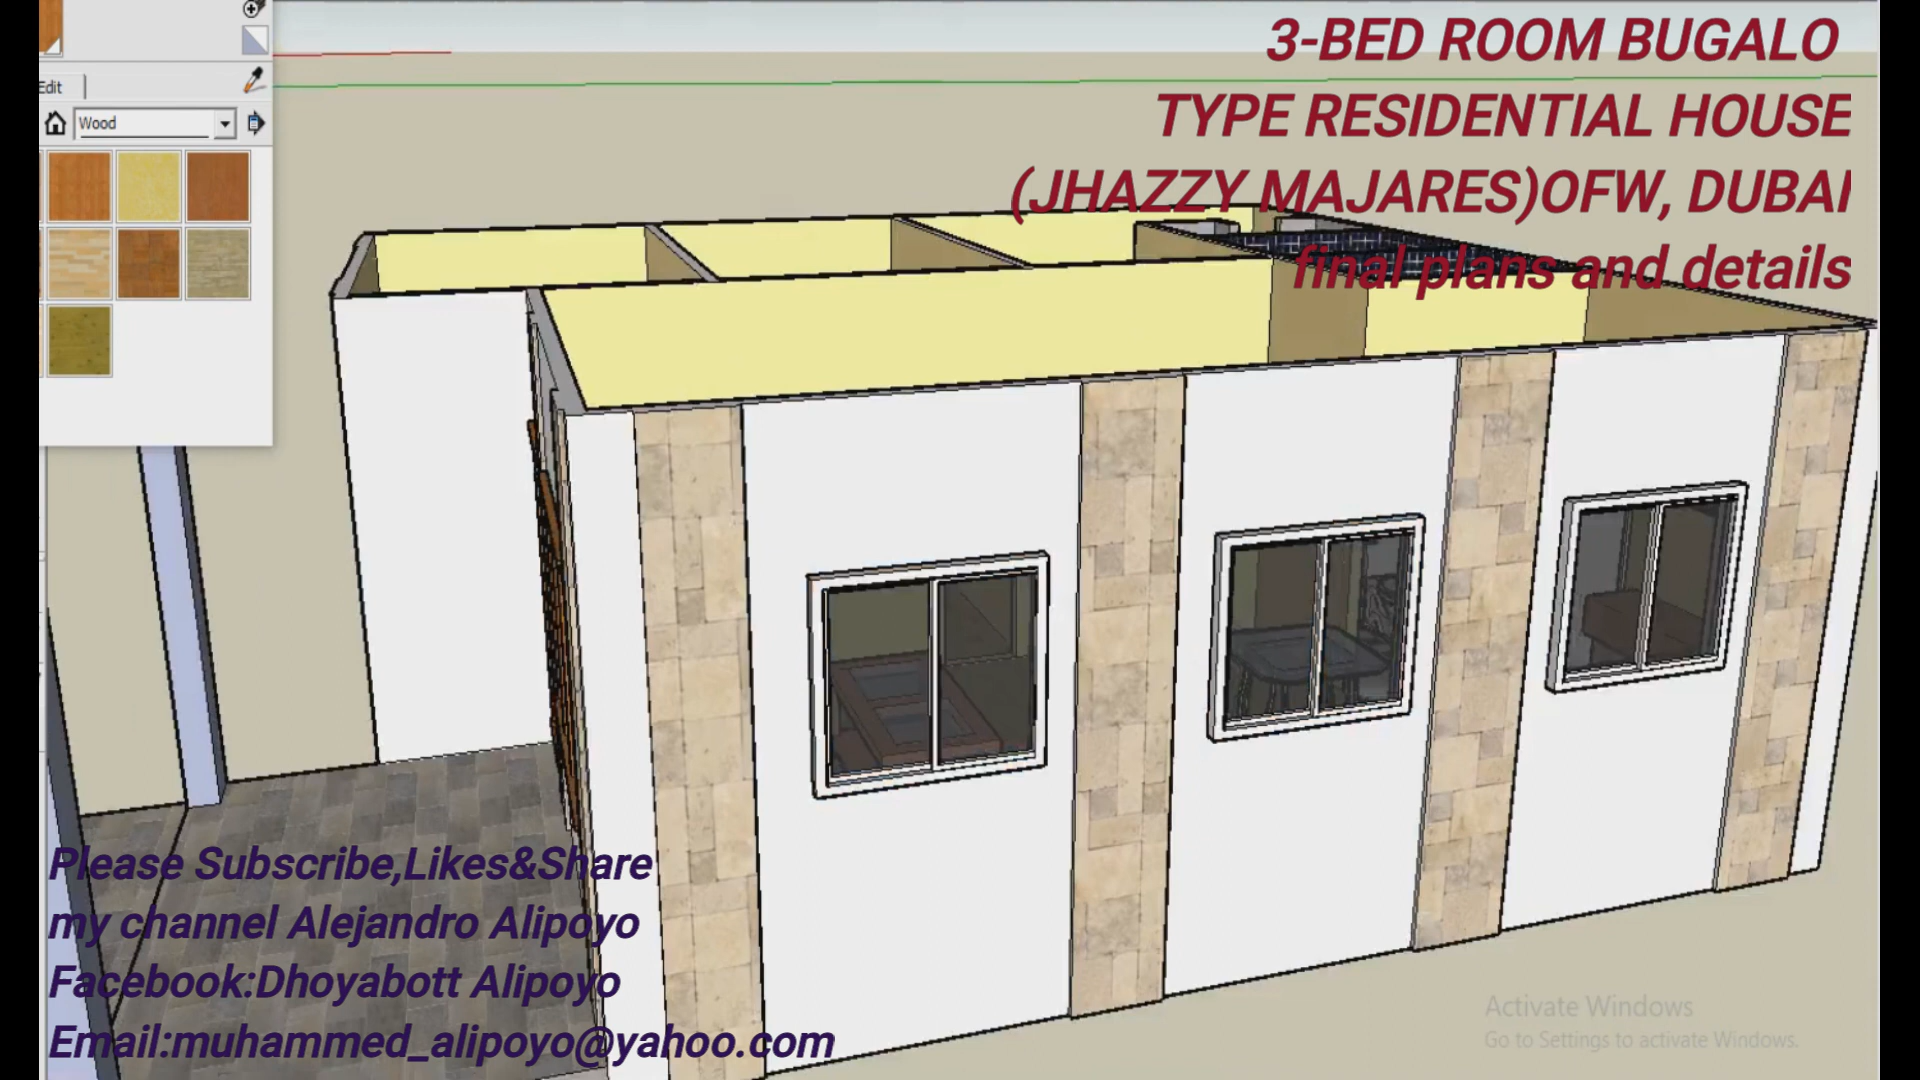 3-BED ROOM BUGALO
TYPE RESIDENTIAL HOUSE
(JHAZZY MAJARES)OFW, DUBAI
final plans and details
Edit
Wood
Please Subscribe,Likes&Share
my channel Alejandro Alipoyo
Facebook:Dhoyabott Alipoyo
Email:muhammed_alipoyo@yahoo.com
Activate Windows
Go to Settings to activate Windows.